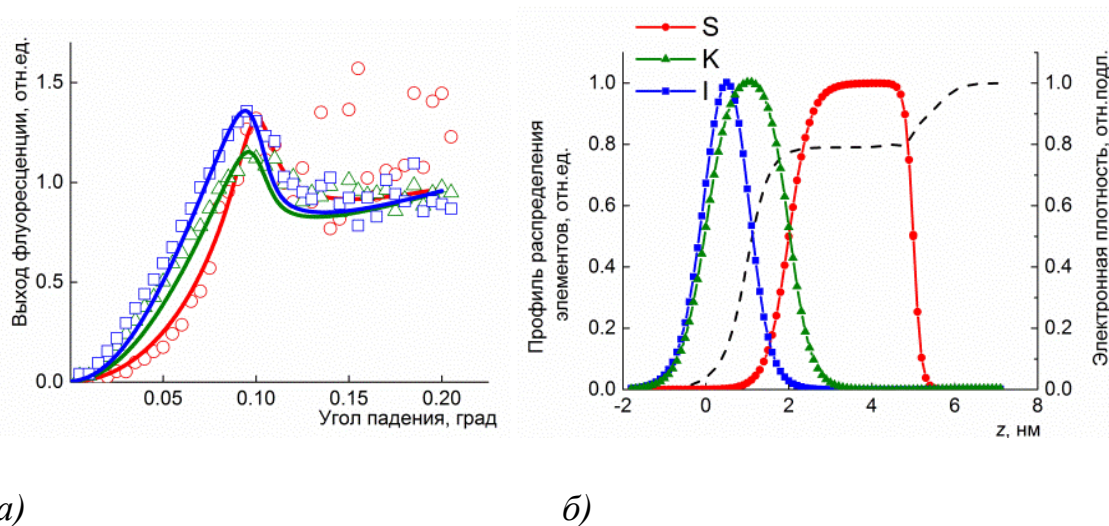 Выход флуоресценции, отн.ед.
1.5
1.0
0.5
0.0
0.05
0.10
0.15
0.20
Угол падения, град
S
K
I
Профиль распределения
элементов, отн.ед.
1.0
0.8
0.6
0.4
0.2
0.0
-2
0
2
4
6
8
z, нм
1.0
0.8
0.6
0.4
0.2
0.0
Электронная плотность, отн.подл.
а)
б)